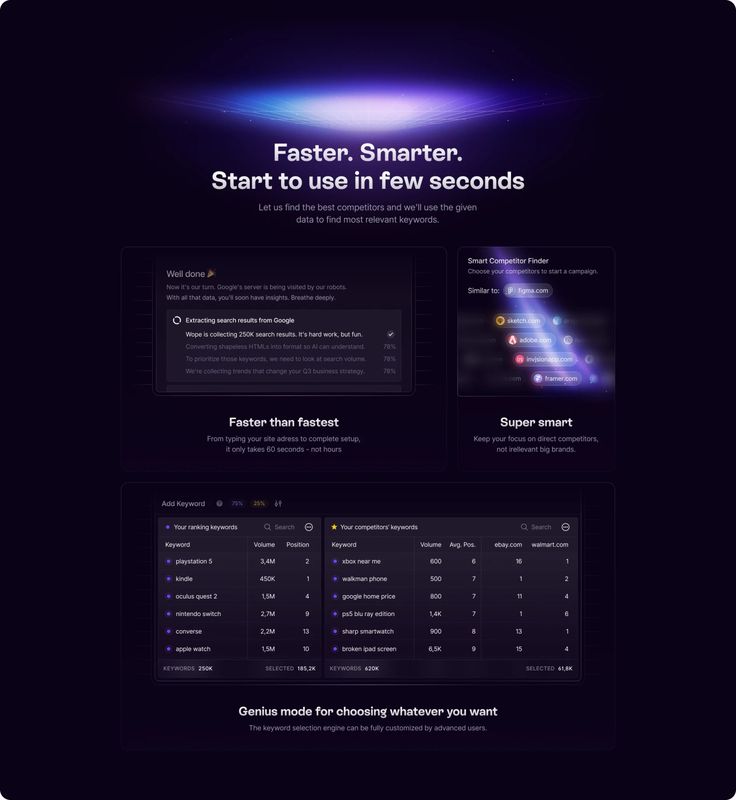 Faster. Smarter.
Start to use in few seconds
Let us find the best competitors and we'll use the given
data to find most relevant keywords.
Well done 🎉
Now it's our turn. Google's server is being visited by our robots.
With all that data, you'll soon have insights. Breathe deeply.
Extracting search results from Google
Wope is collecting 250K search results. It's hard work, but fun.
Converting shapeless HTMLs into format so AI can understand. 78%
To prioritize those keywords, we need to look at search volume. 78%
We're collecting trends that change your Q3 business strategy. 78%
Faster than fastest
From typing your site adress to complete setup,
it only takes 60 seconds - not hours
Smart Competitor Finder
Choose your competitors to start a campaign.
Similar to: figma.com
sketch.com
adobe.com
invjsionapp.com
framer.com
Super smart
Keep your focus on direct competitors,
not irellevant big brands.
Add Keyword 75% 25%
Your ranking keywords Search
Keyword Volume Position
playstation 5 3,4M 2
kindle 450K 1
oculus quest 2 1,5M 4
nintendo switch 2,7M 9
converse 2,2M 13
apple watch 1,5M 10
KEYWORDS 250K SELECTED 185,2K
Your competitors' keywords Search
Keyword Volume Avg. Pos. ebay.com walmart.com
xbox near me 600 6 16 1
walkman phone 500 7 1 2
google home price 800 7 11 4
ps5 blu ray edition 1,4K 7 1 6
sharp smartwatch 900 8 13 1
broken ipad screen 6,5K 9 15 4
KEYWORDS 620K SELECTED 61,8K
Genius mode for choosing whatever you want
The keyword selection engine can be fully customized by advanced users.